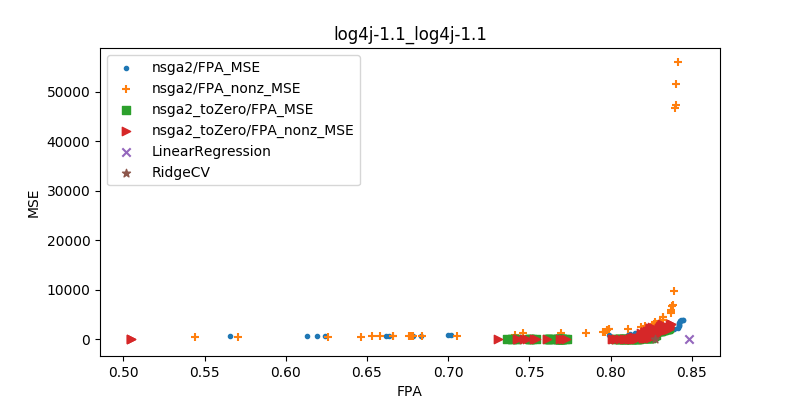 log4j-1.1_log4j-1.1
nsga2/FPA_MSE
nsga2/FPA_nonz_MSE
nsga2_toZero/FPA_MSE
nsga2_toZero/FPA_nonz_MSE
LinearRegression
RidgeCV
MSE
50000
40000
30000
20000
10000
0
0.50 0.55 0.60 0.65 0.70 0.75 0.80 0.85
FPA